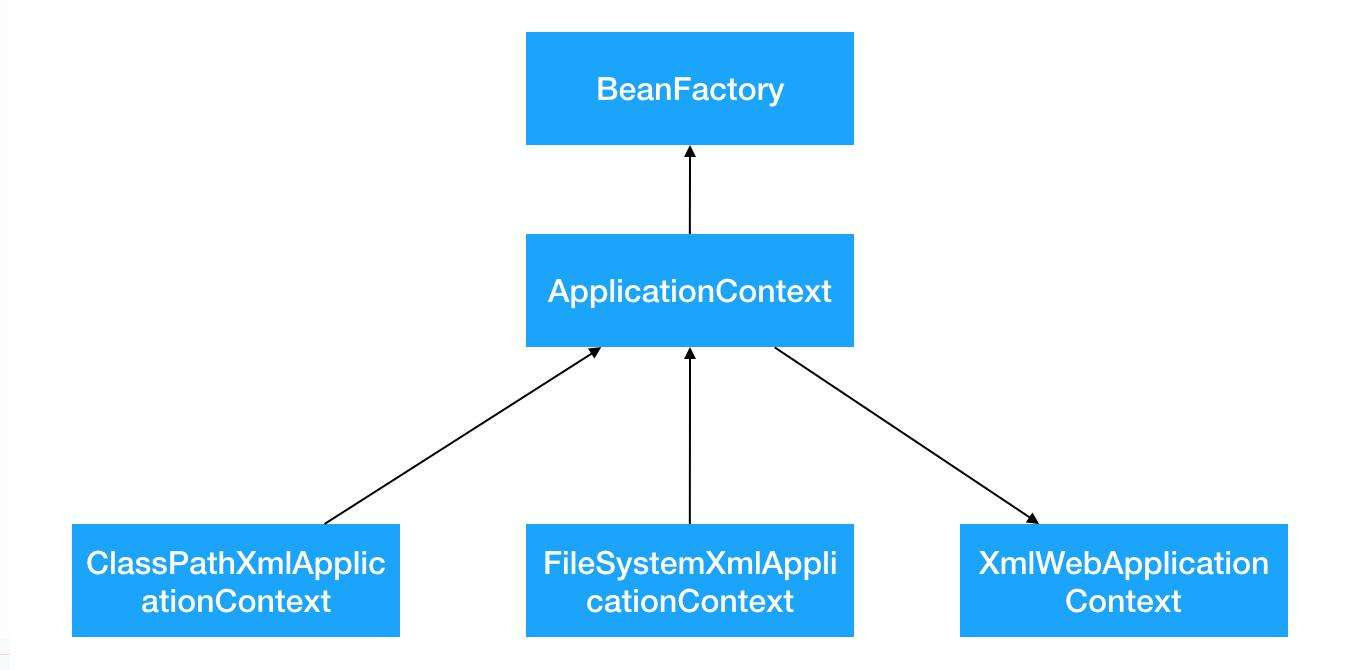 BeanFactory
ApplicationContext
ClassPathXmlApplic
ationContext
FileSystemXmlAppli
cationContext
XmlWebApplication
Context